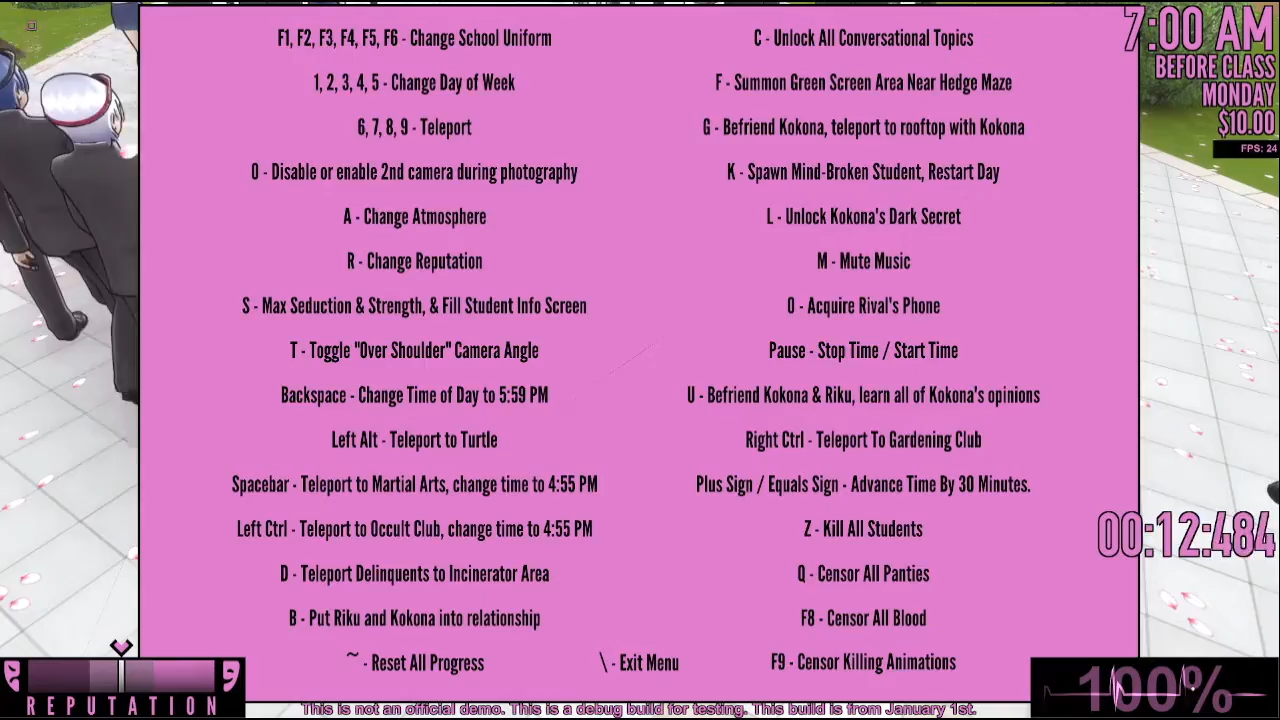 F1, F2, F3, F4, F5, F6 - Change School Uniform
1, 2, 3, 4, 5 - Change Day of Week
6, 7, 8, 9 - Teleport
0 - Disable or enable 2nd camera during photography
A - Change Atmosphere
R - Change Reputation
S - Max Seduction & Strength, & Fill Student Info Screen
T - Toggle "Over Shoulder" Camera Angle
Backspace - Change Time of Day to 5:59 PM
Left Alt - Teleport to Turtle
Spacebar - Teleport to Martial Arts, change time to 4:55 PM
Left Ctrl - Teleport to Occult Club, change time to 4:55 PM
D - Teleport Delinquents to Incinerator Area
B - Put Riku and Kokona into relationship
~ - Reset All Progress
\ - Exit Menu
C - Unlock All Conversational Topics
F - Summon Green Screen Area Near Hedge Maze
G - Befriend Kokona, teleport to rooftop with Kokona
K - Spawn Mind-Broken Student, Restart Day
L - Unlock Kokona's Dark Secret
M - Mute Music
O - Acquire Rival's Phone
Pause - Stop Time / Start Time
U - Befriend Kokona & Riku, learn all of Kokona's opinions
Right Ctrl - Teleport To Gardening Club
Plus Sign / Equals Sign - Advance Time By 30 Minutes.
Z - Kill All Students
Q - Censor All Panties
F8 - Censor All Blood
F9 - Censor Killing Animations
7:00 AM
BEFORE CLASS
MONDAY
$10.00
FPS: 24
00:12:484
REPUTATION
100%
This is not an official demo. This is a debug build for testing. This build is from January 1st.